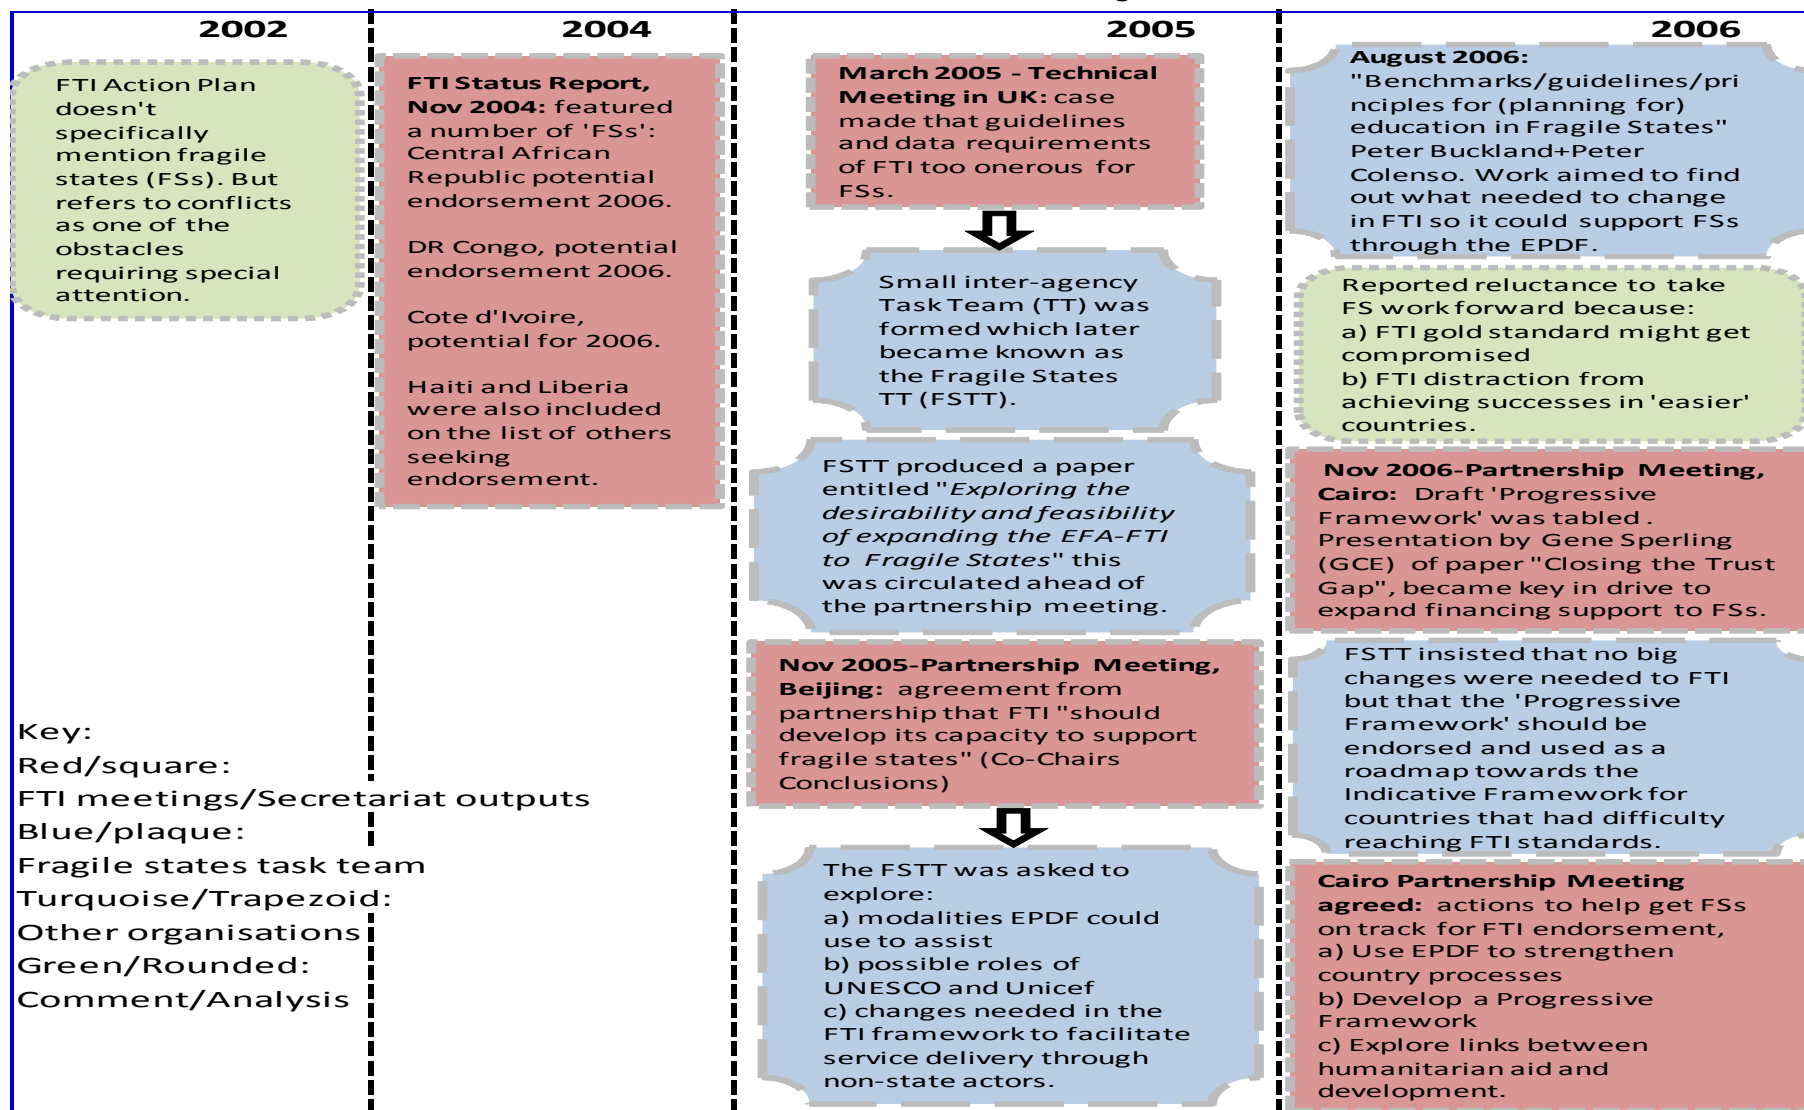 2002
FTI Action Plan
doesn't
specifically
mention fragile
states (FSs). But
refers to conflicts
as one of the
obstacles
requiring special
attention.
Key:
Red/square:
FTI meetings/Secretariat outputs
Blue/plaque:
Fragile states task team
Turquoise/Trapezoid:
Other organisations
Green/Rounded:
Comment/Analysis
2004
FTI Status Report,
Nov 2004: featured
a number of 'FSs':
Central African
Republic potential
endorsement 2006.
DR Congo, potential
endorsement 2006.
Cote d'Ivoire,
potential for 2006.
Haiti and Liberia
were also included
on the list of others
seeking
endorsement.
2005
March 2005 - Technical
Meeting in UK: case
made that guidelines
and data requirements
of FTI too onerous for
FSs.
Small inter-agency
Task Team (TT) was
formed which later
became known as
the Fragile States
TT (FSTT).
FSTT produced a paper
entitled "Exploring the
desirability and feasibility
of expanding the EFA-FTI
to Fragile States" this
was circulated ahead of
the partnership meeting.
Nov 2005-Partnership Meeting,
Beijing: agreement from
partnership that FTI "should
develop its capacity to support
fragile states" (Co-Chairs
Conclusions)
The FSTT was asked to
explore:
a) modalities EPDF could
use to assist
b) possible roles of
UNESCO and Unicef
c) changes needed in the
FTI framework to facilitate
service delivery through
non-state actors.
2006
August 2006:
"Benchmarks/guidelines/pri
nciples for (planning for)
education in Fragile States"
Peter Buckland+Peter
Colenso. Work aimed to find
out what needed to change
in FTI so it could support FSs
through the EPDF.
Reported reluctance to take
FS work forward because:
a) FTI gold standard might get
compromised
b) FTI distraction from
achieving successes in 'easier'
countries.
Nov 2006-Partnership Meeting,
Cairo: Draft 'Progressive
Framework' was tabled .
Presentation by Gene Sperling
(GCE) of paper "Closing the Trust
Gap", became key in drive to
expand financing support to FSs.
FSTT insisted that no big
changes were needed to FTI
but that the 'Progressive
Framework' should be
endorsed and used as a
roadmap towards the
Indicative Framework for
countries that had difficulty
reaching FTI standards.
Cairo Partnership Meeting
agreed: actions to help get FSs
on track for FTI endorsement,
a) Use EPDF to strengthen
country processes
b) Develop a Progressive
Framework
c) Explore links between
humanitarian aid and
development.